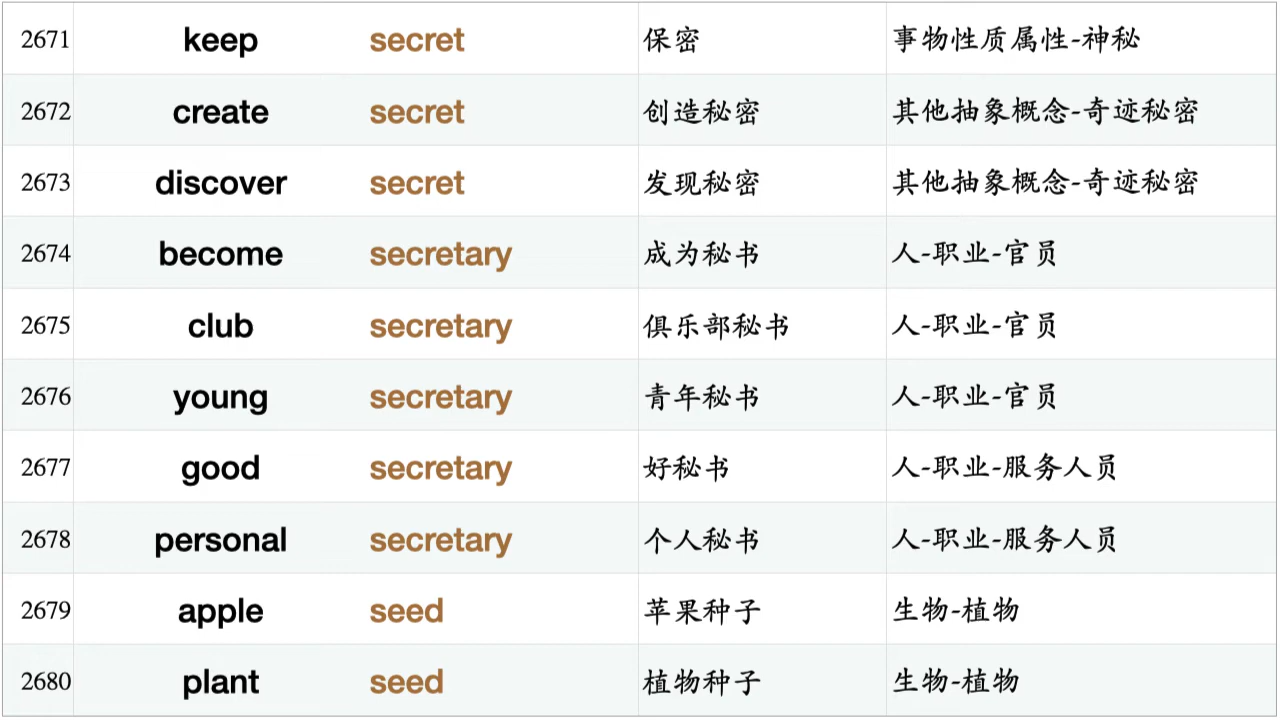 2671 keep secret 保密 事物性质属性-神秘
2672 create secret 创造秘密 其他抽象概念-奇迹秘密
2673 discover secret 发现秘密 其他抽象概念-奇迹秘密
2674 become secretary 成为秘书 人-职业-官员
2675 club secretary 俱乐部秘书 人-职业-官员
2676 young secretary 青年秘书 人-职业-官员
2677 good secretary 好秘书 人-职业-服务人员
2678 personal secretary 个人秘书 人-职业-服务人员
2679 apple seed 苹果种子 生物-植物
2680 plant seed 植物种子 生物-植物